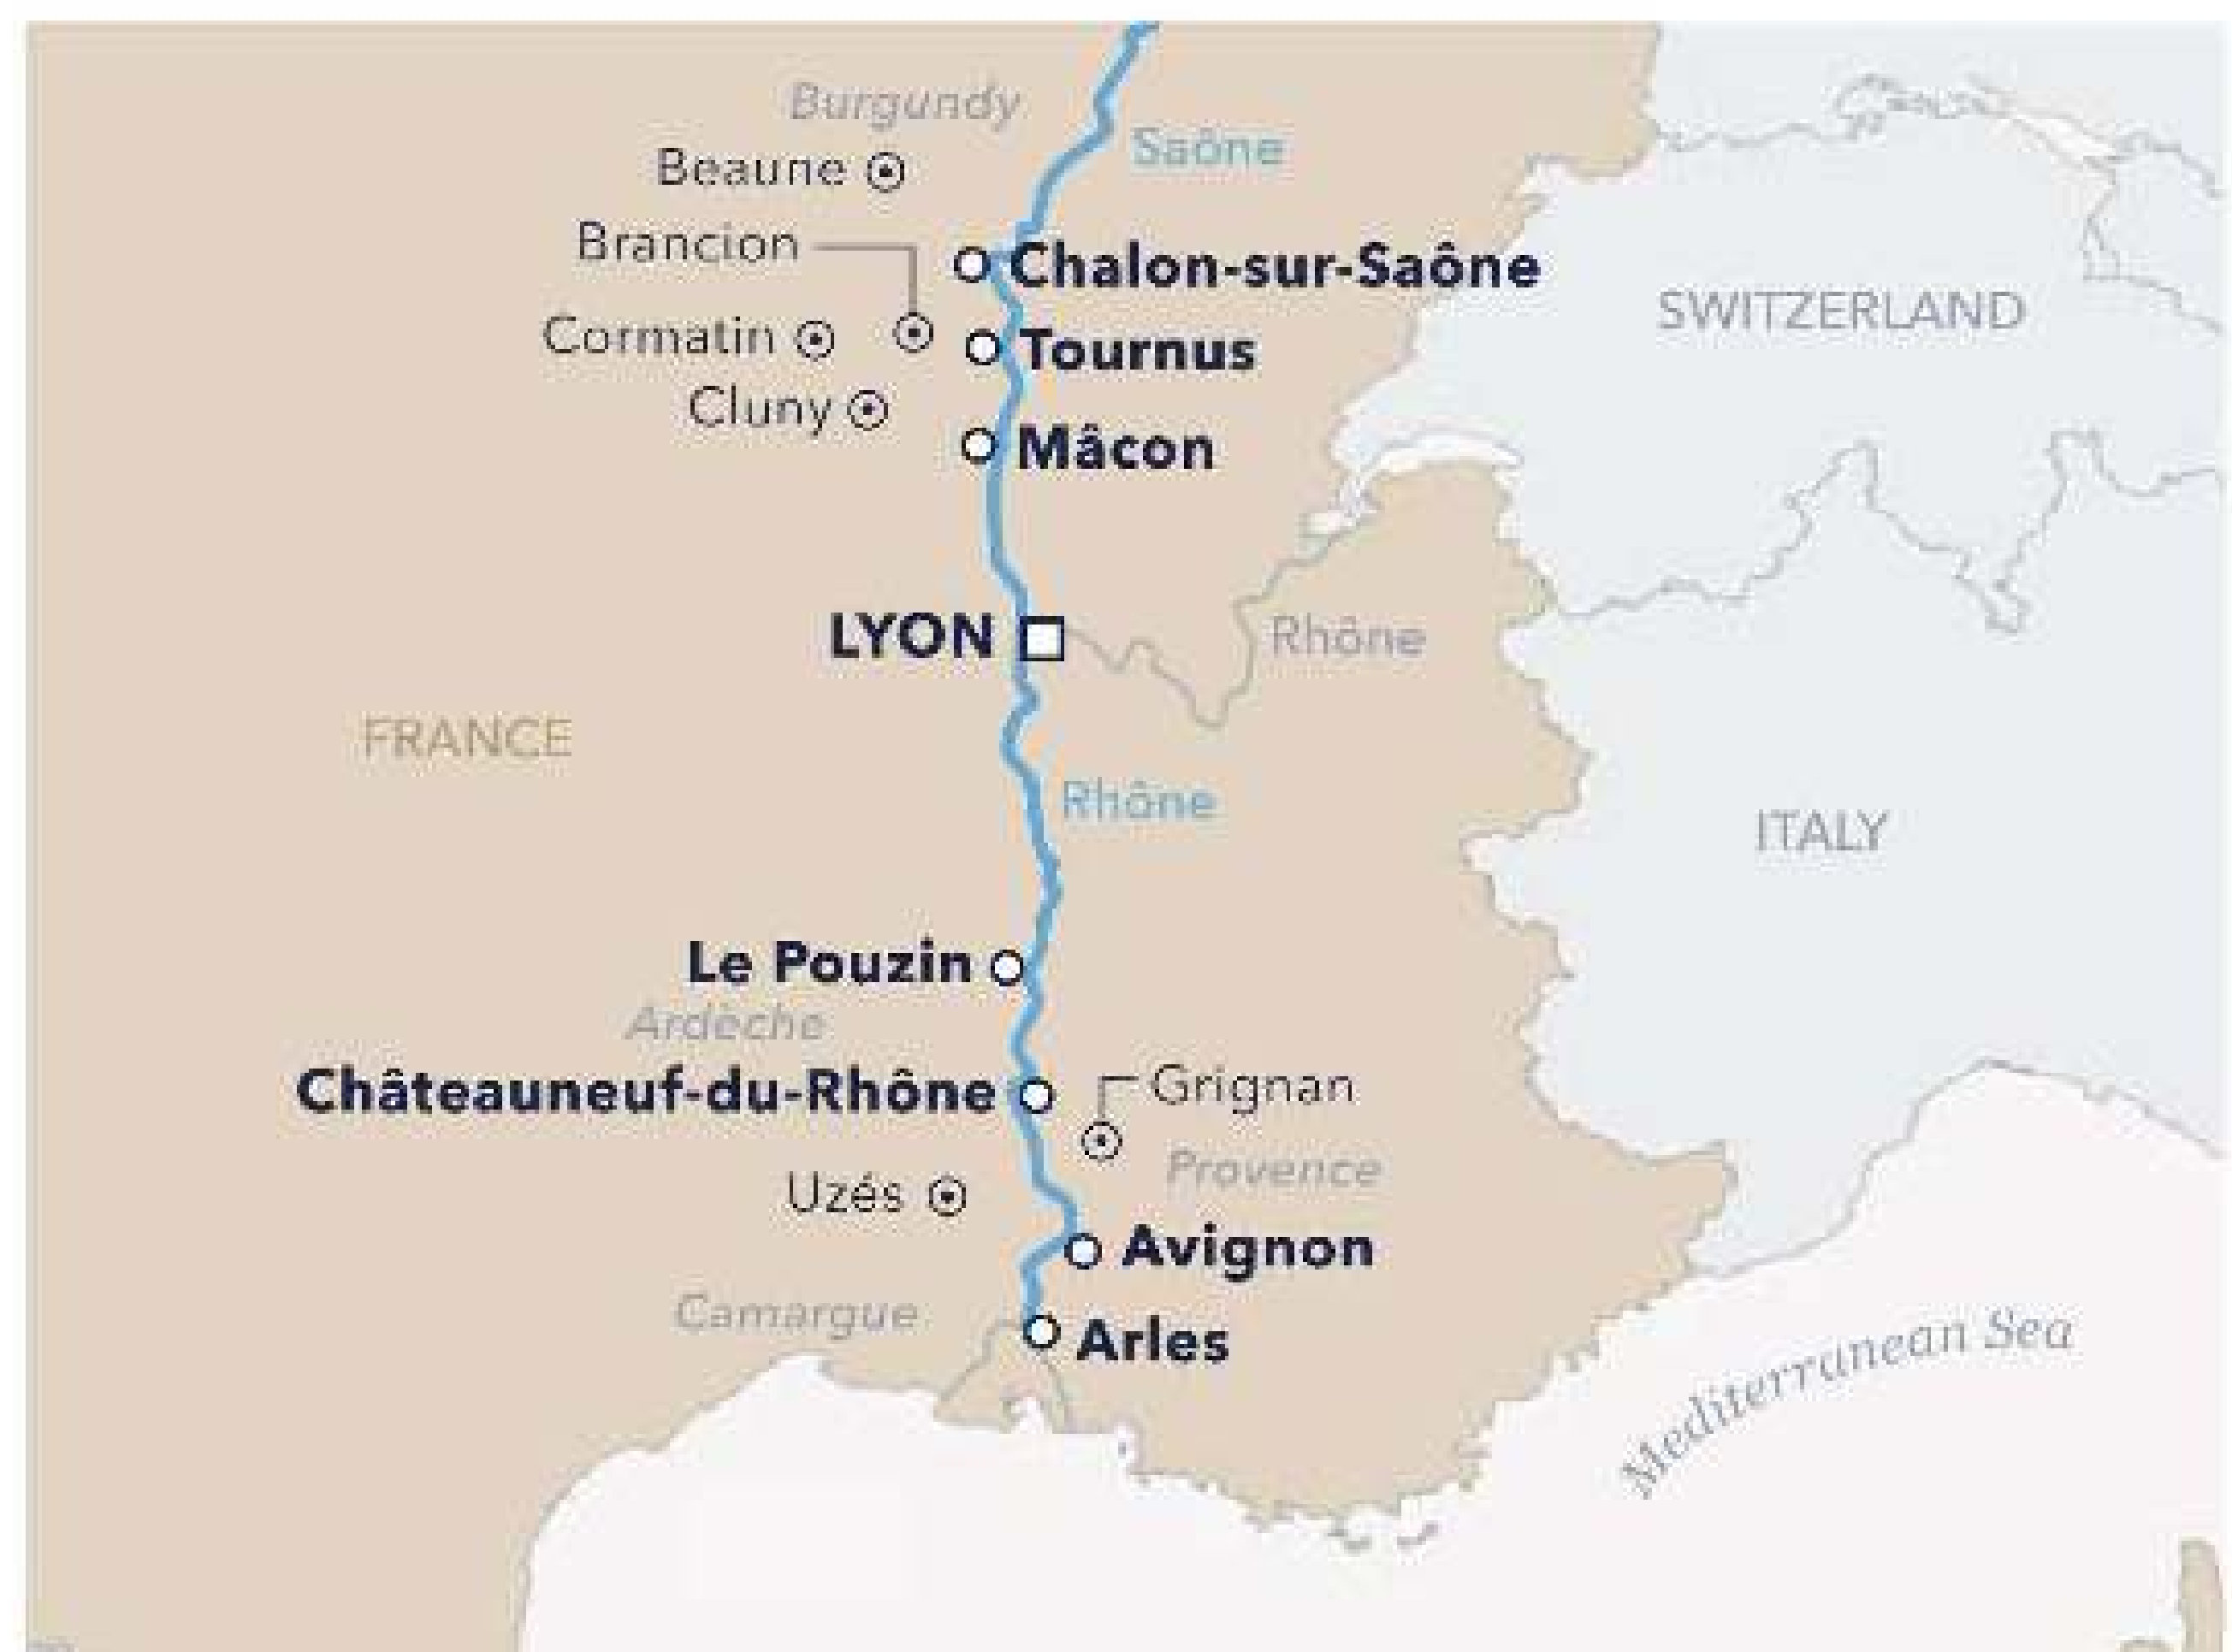 Burgundy
Saône
Beaune
Brancion
Chalon-sur-Saône
SWITZERLAND
Cormatin
Tournus
Cluny
Mâcon
LYON
Rhône
FRANCE
Rhône
ITALY
Le Pouzin
Ardèche
Châteauneuf-du-Rhône
Grignan
Provence
Uzés
Avignon
Camargue
Arles
Mediterranean Sea